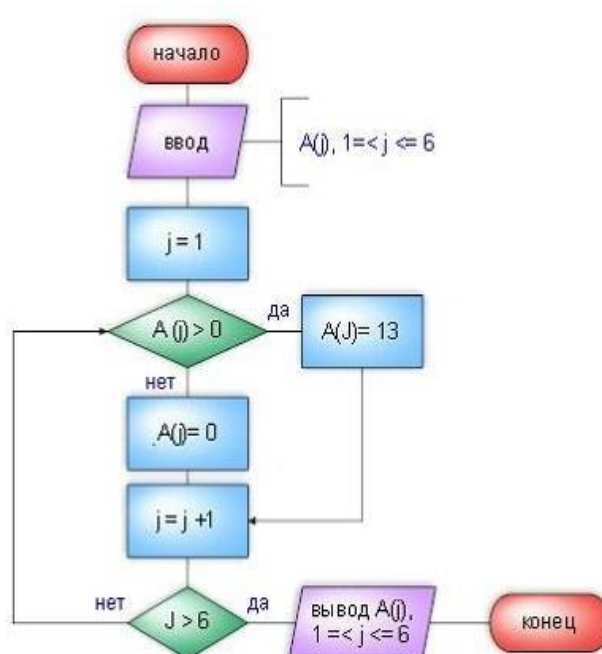 начало
ввод
A(j), 1=< j <= 6
j = 1
A (j) > 0
да
A(J)= 13
нет
A(j)= 0
j = j +1
нет
J > 6
да
вывод A(j),
1 =< j <= 6
конец